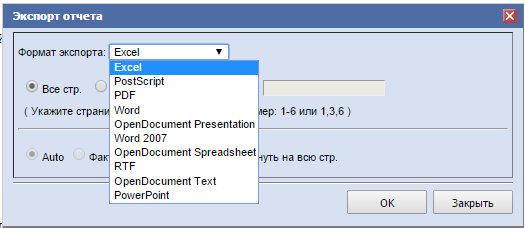 Экспорт отчета
Формат экспорта: Excel
Excel
PostScript
PDF
Word
OpenDocument Presentation
Word 2007
OpenDocument Spreadsheet
RTF
OpenDocument Text
PowerPoint
Все стр.
( Укажите страни мер: 1-6 или 1,3,6 )
Auto Фак нуть на всю стр.
OK Закрыть